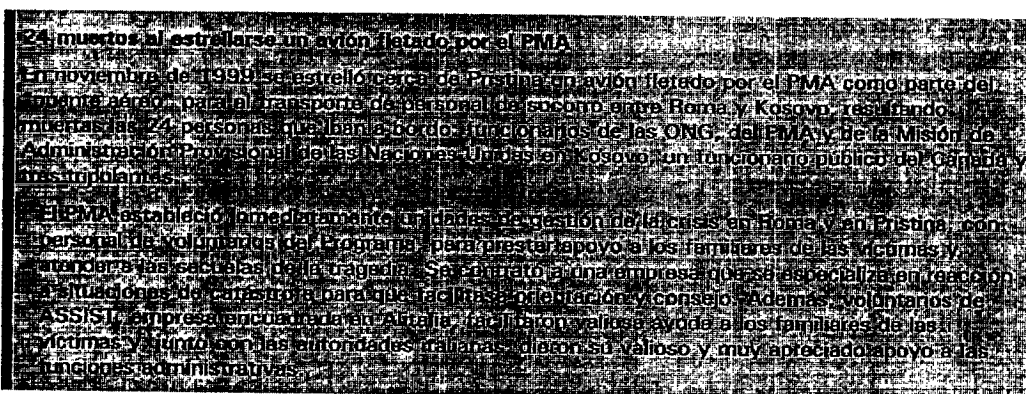 24 muertos al estrellarse un avión fletado por el PMA
En noviembre de 1999 se estrelló cerca de Pristina un avión fletado por el PMA como parte del
puente aéreo para el transporte de personal de socorro entre Roma y Kosovo, resultando
muertas las 24 personas que iban a bordo: funcionarios de las ONG, del PMA y de la Misión de
Administración Provisional de las Naciones Unidas en Kosovo, un funcionario público del Canadá y
tres tripulantes.
El PMA estableció inmediatamente unidades de gestión de la crisis en Roma y en Pristina, con
personal de voluntarios del Programa, para prestar apoyo a los familiares de las víctimas y
atender a las secuelas de la tragedia. Se contrató a una empresa que se especializa en reacción
a situaciones de catástrofe para que facilitase orientación y consejo. Además, voluntarios de
ASSIST, empresa encuadrada en Alitalia, facilitaron valiosa ayuda a los familiares de las
víctimas y, junto con las autoridades italianas, dieron su valioso y muy apreciado apoyo a las
funciones administrativas.